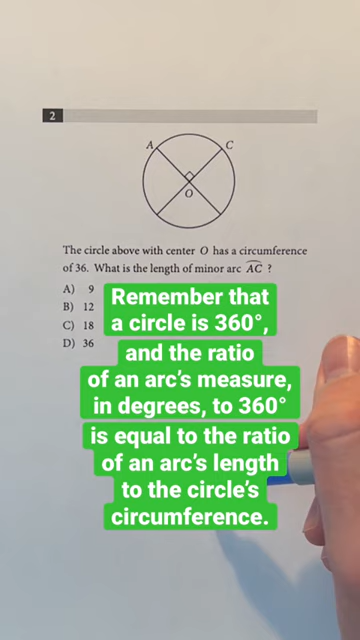 2
A
C
O
The circle above with center O has a circumference
of 36. What is the length of minor arc AC ?
A) 9
B) 12
C) 18
D) 36
Remember that
a circle is 360°,
and the ratio
of an arc's measure,
in degrees, to 360°
is equal to the ratio
of an arc's length
to the circle's
circumference.